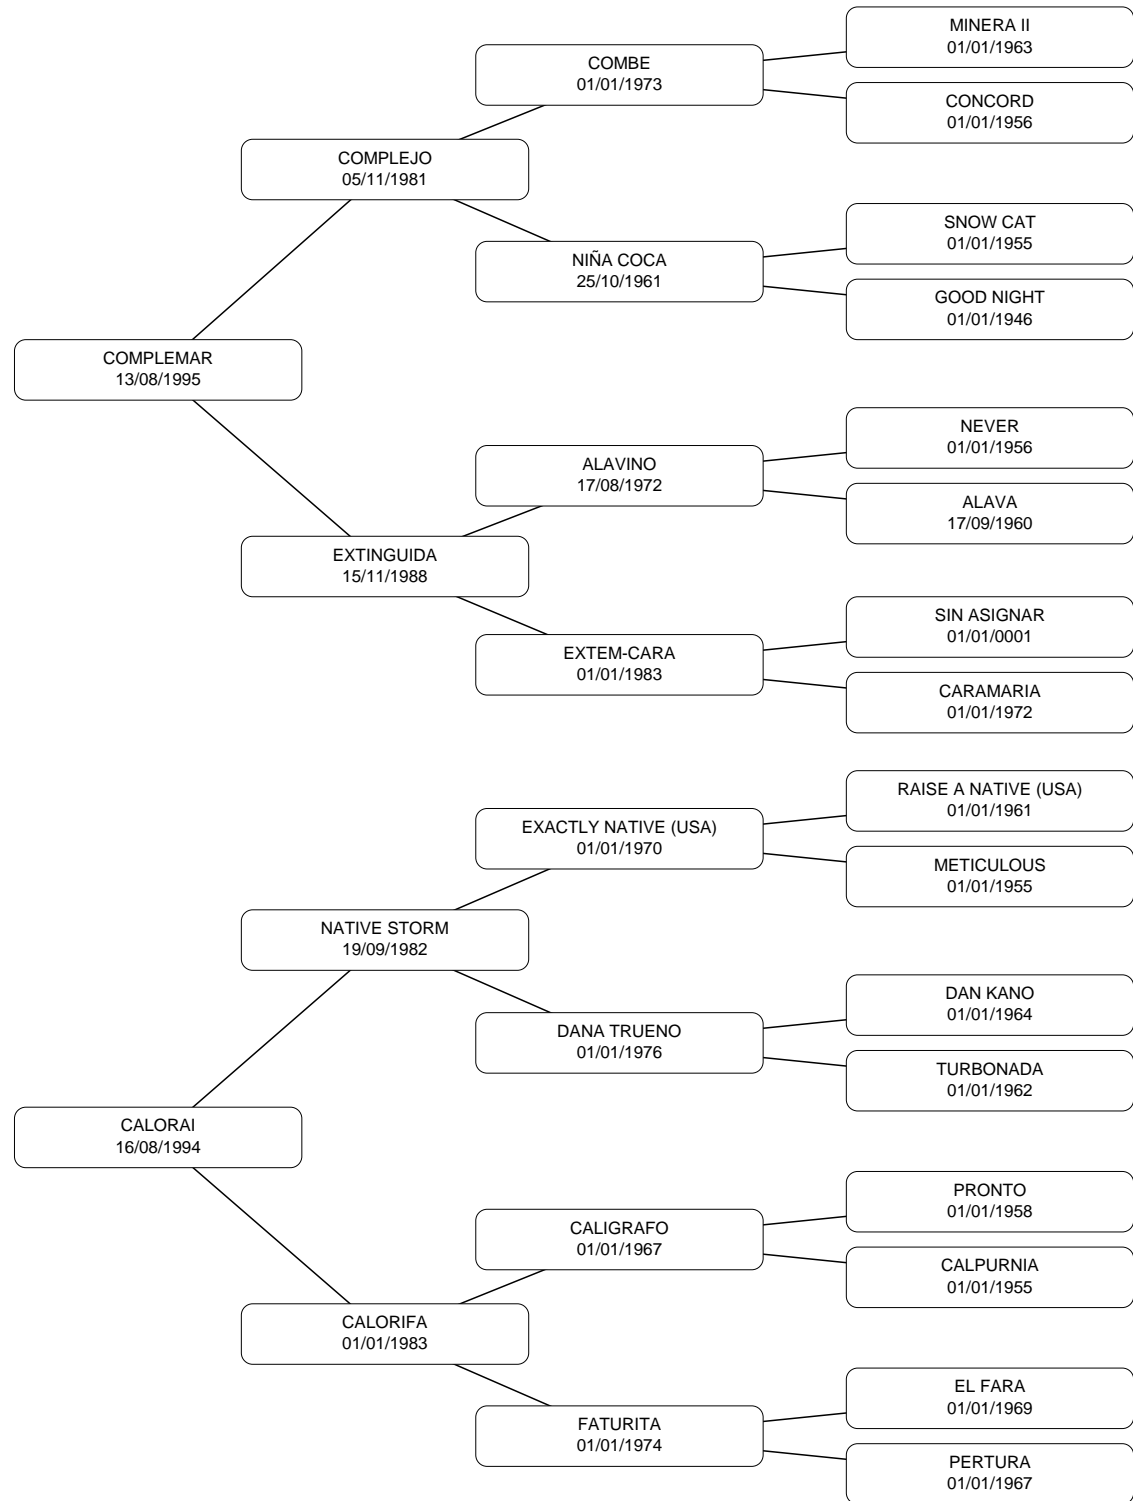 MINERA II
01/01/1963
COMBE
01/01/1973
CONCORD
01/01/1956
COMPLEJO
05/11/1981
SNOW CAT
01/01/1955
NIÑA COCA
25/10/1961
GOOD NIGHT
01/01/1946
COMPLEMAR
13/08/1995
NEVER
01/01/1956
ALAVINO
17/08/1972
ALAVA
17/09/1960
EXTINGUIDA
15/11/1988
SIN ASIGNAR
01/01/0001
EXTEM-CARA
01/01/1983
CARAMARIA
01/01/1972
RAISE A NATIVE (USA)
01/01/1961
EXACTLY NATIVE (USA)
01/01/1970
METICULOUS
01/01/1955
NATIVE STORM
19/09/1982
DAN KANO
01/01/1964
DANA TRUENO
01/01/1976
TURBONADA
01/01/1962
CALORAI
16/08/1994
PRONTO
01/01/1958
CALIGRAFO
01/01/1967
CALPURNIA
01/01/1955
CALORIFA
01/01/1983
EL FARA
01/01/1969
FATURITA
01/01/1974
PERTURA
01/01/1967